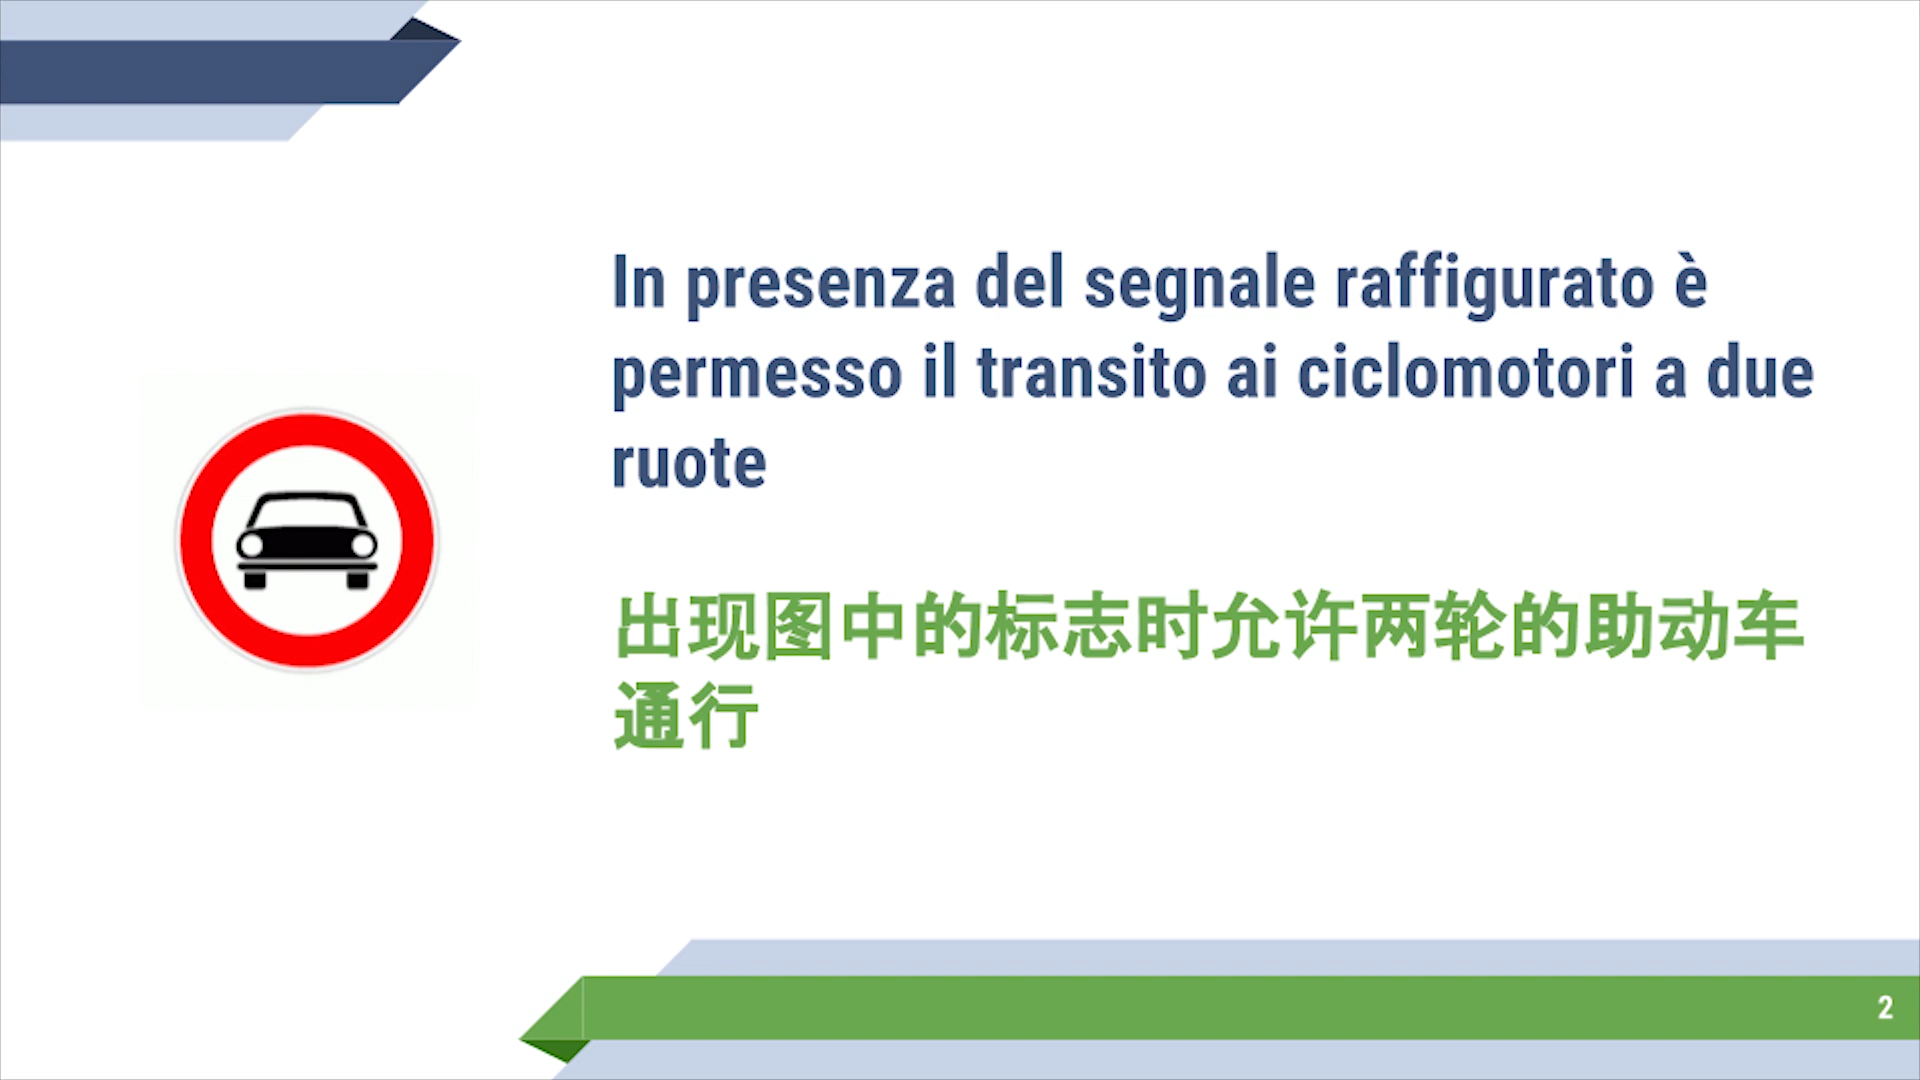 In presenza del segnale raffigurato è
permesso il transito ai ciclomotori a due
ruote
出现图中的标志时允许两轮的助动车
通行
2